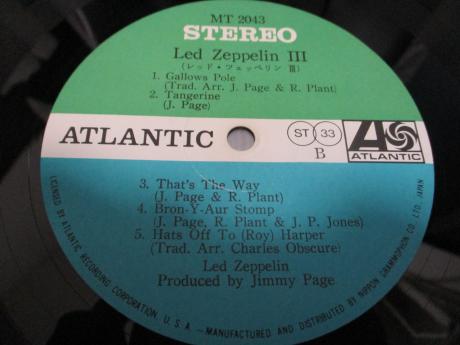 MT 2043
STEREO
Led Zeppelin III
(レッド・ツェッペリン III)
1. Gallows Pole
(Trad. Arr. J. Page & R. Plant)
2. Tangerine
(J. Page)
ATLANTIC
ST 33
B
ATLANTIC
3. That's The Way
(J. Page & R. Plant)
4. Bron-Y-Aur Stomp
(J. Page, R. Plant & J. P. Jones)
5. Hats Off To (Roy) Harper
(Trad. Arr. Charles Obscure)
Led Zeppelin
Produced by Jimmy Page
LICENSED BY ATLANTIC RECORDING CORPORATION, U.S.A.-MANUFACTURED AND DISTRIBUTED BY NIPPON GRAMMOPHON CO. LTD.